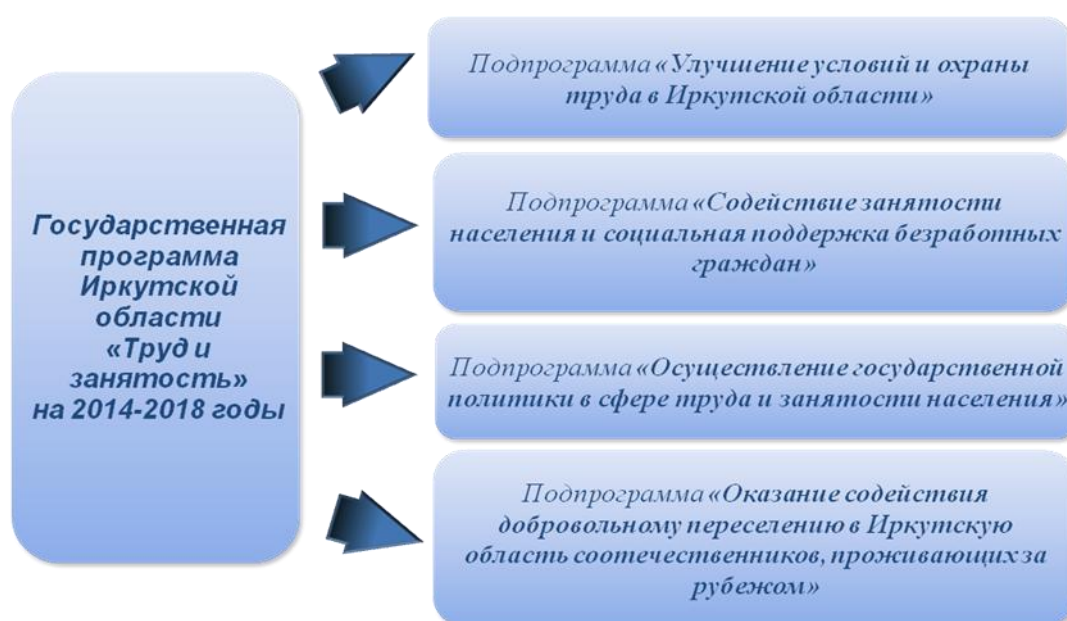 Государственная
программа
Иркутской
области
«Труд и
занятость»
на 2014-2018 годы
Подпрограмма «Улучшение условий и охраны
труда в Иркутской области»
Подпрограмма «Содействие занятости
населения и социальная поддержка безработных
граждан»
Подпрограмма «Осуществление государственной
политики в сфере труда и занятости населения»
Подпрограмма «Оказание содействия
добровольному переселению в Иркутскую
область соотечественников, проживающих за
рубежом»